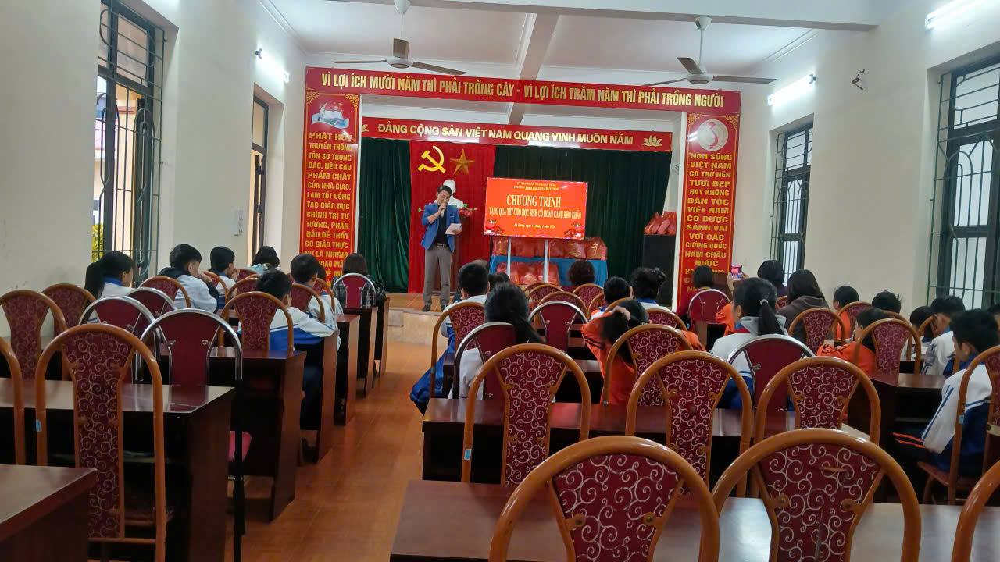 VÌ LỢI ÍCH MƯỜI NĂM THÌ PHẢI TRỒNG CÂY - VÌ LỢI ÍCH TRĂM NĂM THÌ PHẢI TRỒNG NGƯỜI
ĐẢNG CỘNG SẢN VIỆT NAM QUANG VINH MUÔN NĂM
PHÁT HUY
TRUYỀN THỐNG
TÔN SƯ TRỌNG
ĐẠO, NÊU CAO
PHẨM CHẤT
CỦA NHÀ GIÁO.
LÀM TỐT CÔNG
TÁC GIÁO DỤC
CHÍNH TRỊ TƯ
TƯỞNG, PHẤN
ĐẤU ĐỂ THẦY
CÔ GIÁO THỰC
SỰ LÀ NHỮNG
CHƯƠNG TRÌNH
TẶNG QUÀ TẾT CHO HỌC SINH CÓ HOÀN CẢNH KHÓ KHĂN
NON SÔNG
VIỆT NAM
CÓ TRỞ NÊN
TƯƠI ĐẸP
HAY KHÔNG
DÂN TỘC
VIỆT NAM
CÓ ĐƯỢC
SÁNH VAI
VỚI CÁC
CƯỜNG QUỐC
NĂM CHÂU
ĐƯỢC